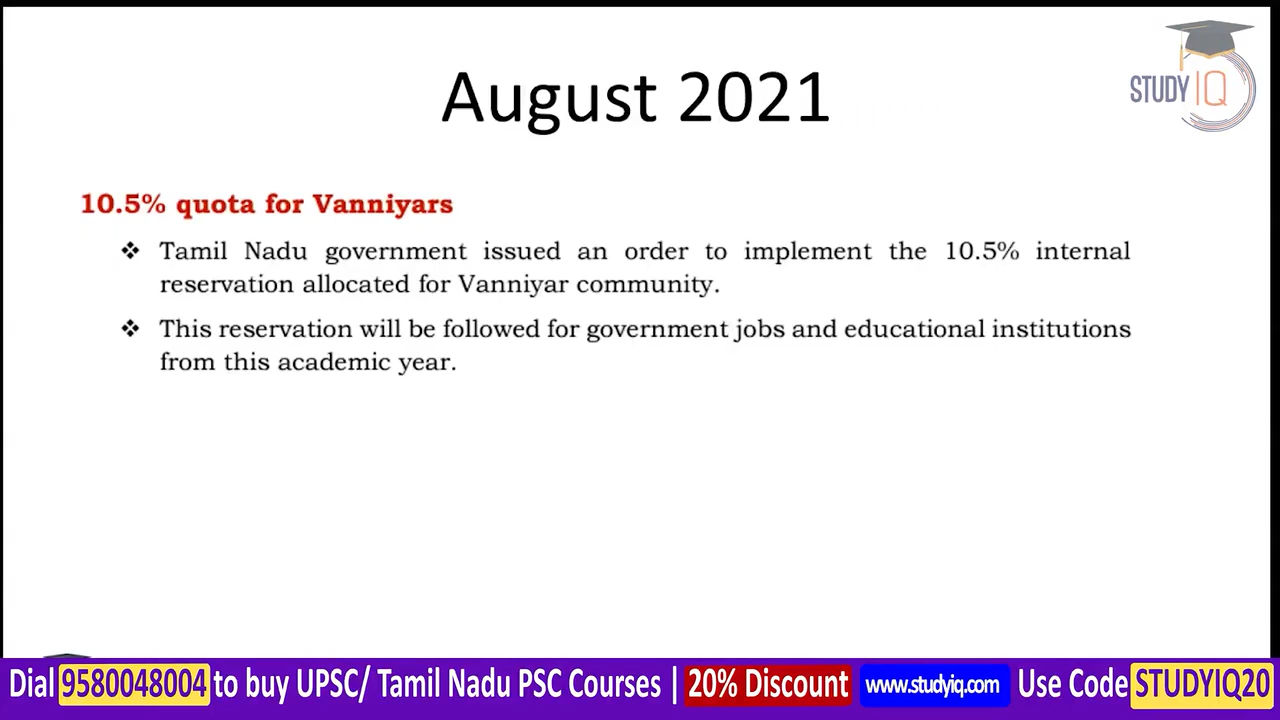 August 2021
STUDY IQ
10.5% quota for Vanniyars
❖ Tamil Nadu government issued an order to implement the 10.5% internal
reservation allocated for Vanniyar community.
❖ This reservation will be followed for government jobs and educational institutions
from this academic year.
Dial 9580048004 to buy UPSC/ Tamil Nadu PSC Courses | 20% Discount www.studyiq.com Use Code STUDYIQ20